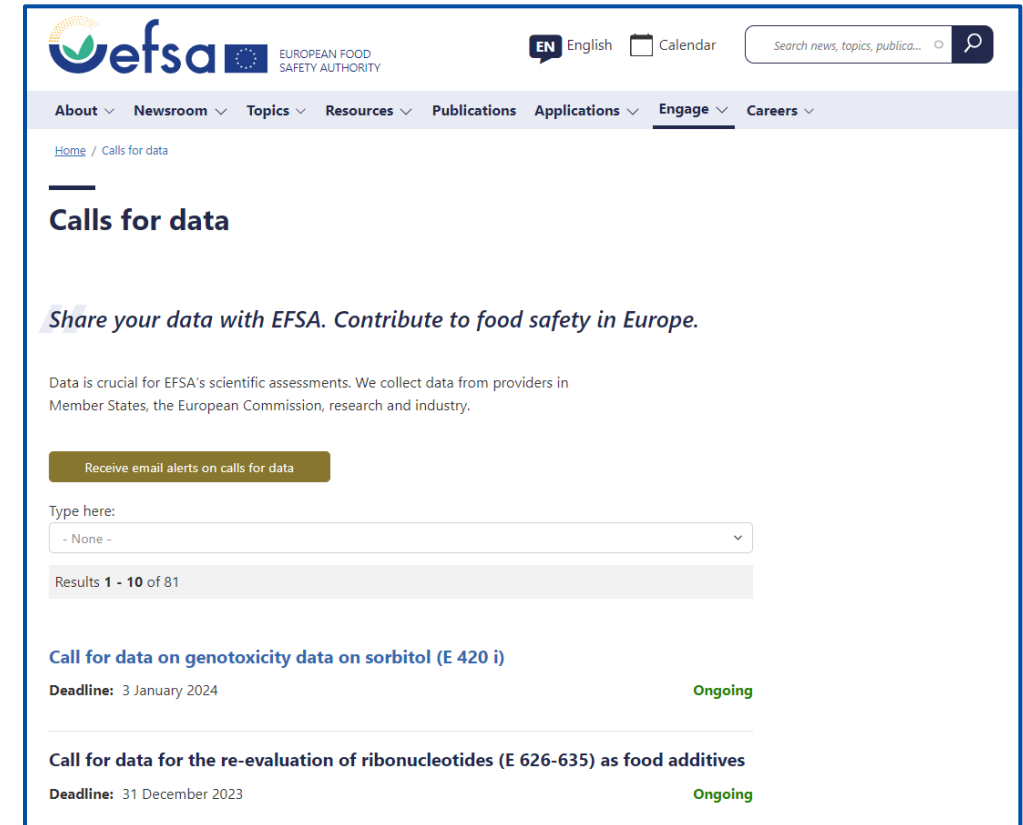 efsa
EUROPEAN FOOD
SAFETY AUTHORITY
EN English
Calendar
Search news, topics, publica...
About
Newsroom
Topics
Resources
Publications
Applications
Engage
Careers
Home / Calls for data
Calls for data
Share your data with EFSA. Contribute to food safety in Europe.
Data is crucial for EFSA's scientific assessments. We collect data from providers in
Member States, the European Commission, research and industry.
Receive email alerts on calls for data
Type here:
- None -
Results 1 - 10 of 81
Call for data on genotoxicity data on sorbitol (E 420 i)
Deadline: 3 January 2024
Ongoing
Call for data for the re-evaluation of ribonucleotides (E 626-635) as food additives
Deadline: 31 December 2023
Ongoing